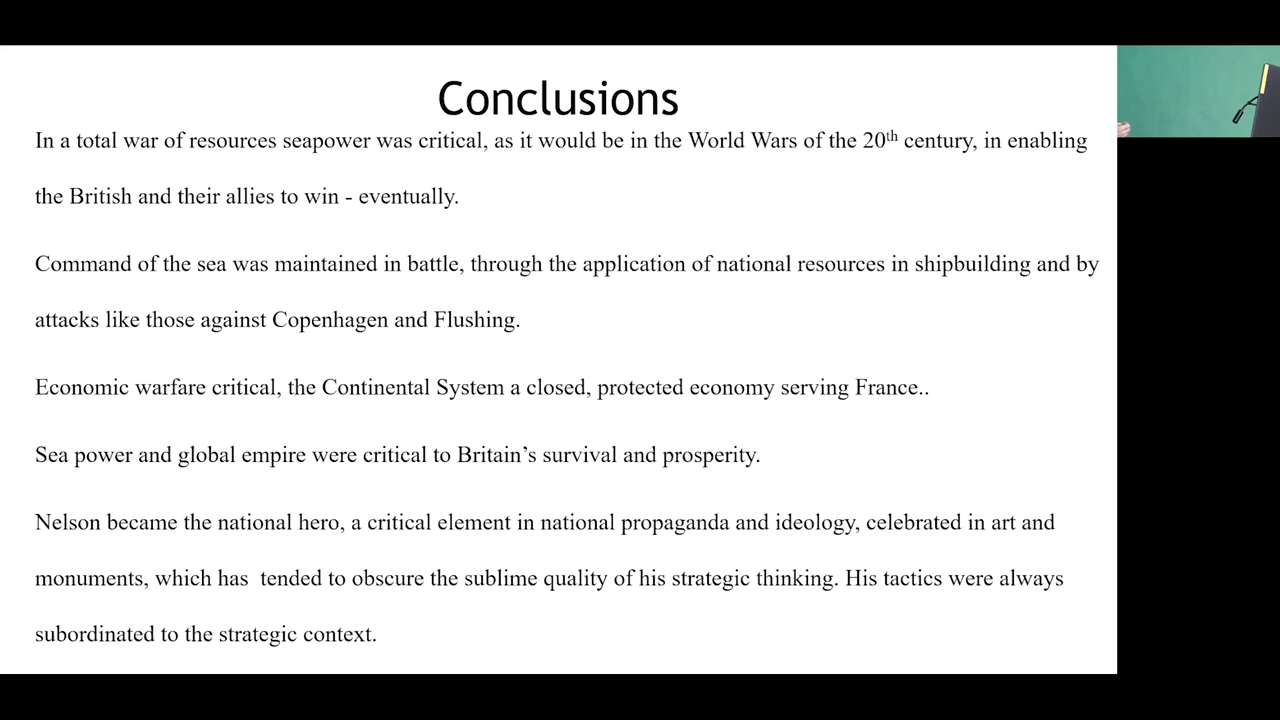 Conclusions
In a total war of resources seapower was critical, as it would be in the World Wars of the 20th century, in enabling
the British and their allies to win - eventually.
Command of the sea was maintained in battle, through the application of national resources in shipbuilding and by
attacks like those against Copenhagen and Flushing.
Economic warfare critical, the Continental System a closed, protected economy serving France..
Sea power and global empire were critical to Britain’s survival and prosperity.
Nelson became the national hero, a critical element in national propaganda and ideology, celebrated in art and
monuments, which has  tended to obscure the sublime quality of his strategic thinking. His tactics were always
subordinated to the strategic context.